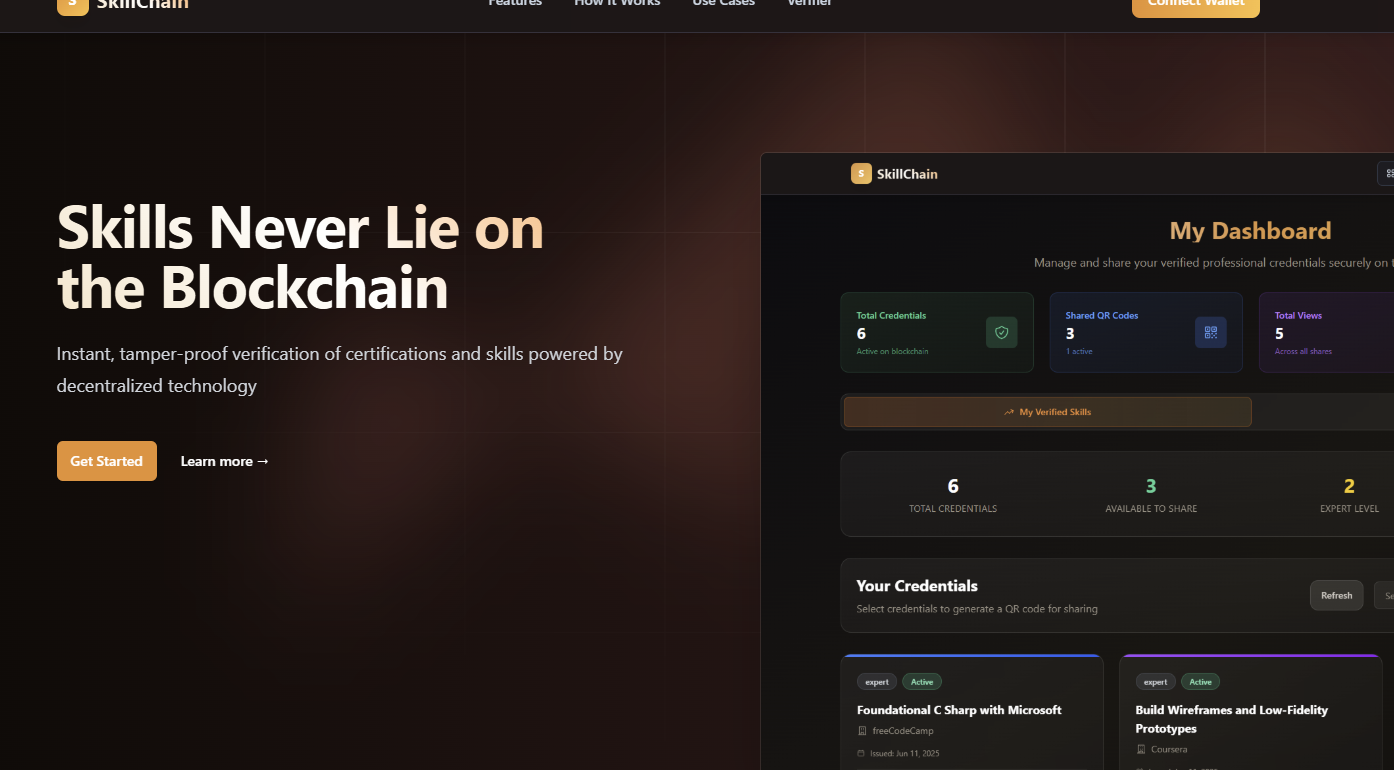 S SkillChain
Features How It Works Use Cases Verifier
Connect Wallet
Skills Never Lie on
the Blockchain
Instant, tamper-proof verification of certifications and skills powered by
decentralized technology
Get Started Learn more →
S SkillChain
My Dashboard
Manage and share your verified professional credentials securely on t
Total Credentials
6
Active on blockchain
Shared QR Codes
3
1 active
Total Views
5
Across all shares
My Verified Skills
6
TOTAL CREDENTIALS
3
AVAILABLE TO SHARE
2
EXPERT LEVEL
Your Credentials
Select credentials to generate a QR code for sharing
Refresh
Se
expert Active
Foundational C Sharp with Microsoft
freeCodeCamp
Issued: Jun 11, 2025
expert Active
Build Wireframes and Low-Fidelity
Prototypes
Coursera